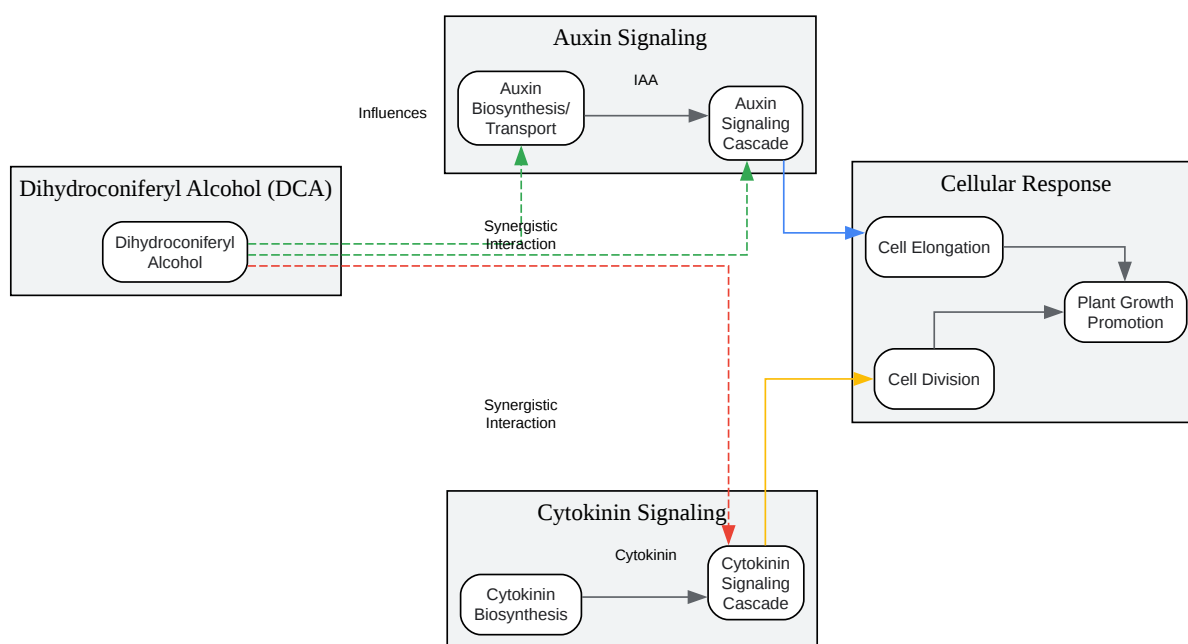 Auxin Signaling
Auxin
Biosynthesis/
Transport
IAA
Auxin
Signaling
Cascade
Influences
Dihydroconiferyl Alcohol (DCA)
Dihydroconiferyl
Alcohol
Synergistic
Interaction
Cellular Response
Cell Elongation
Plant Growth
Promotion
Cell Division
Synergistic
Interaction
Cytokinin Signaling
Cytokinin
Biosynthesis
Cytokinin
Cytokinin
Signaling
Cascade